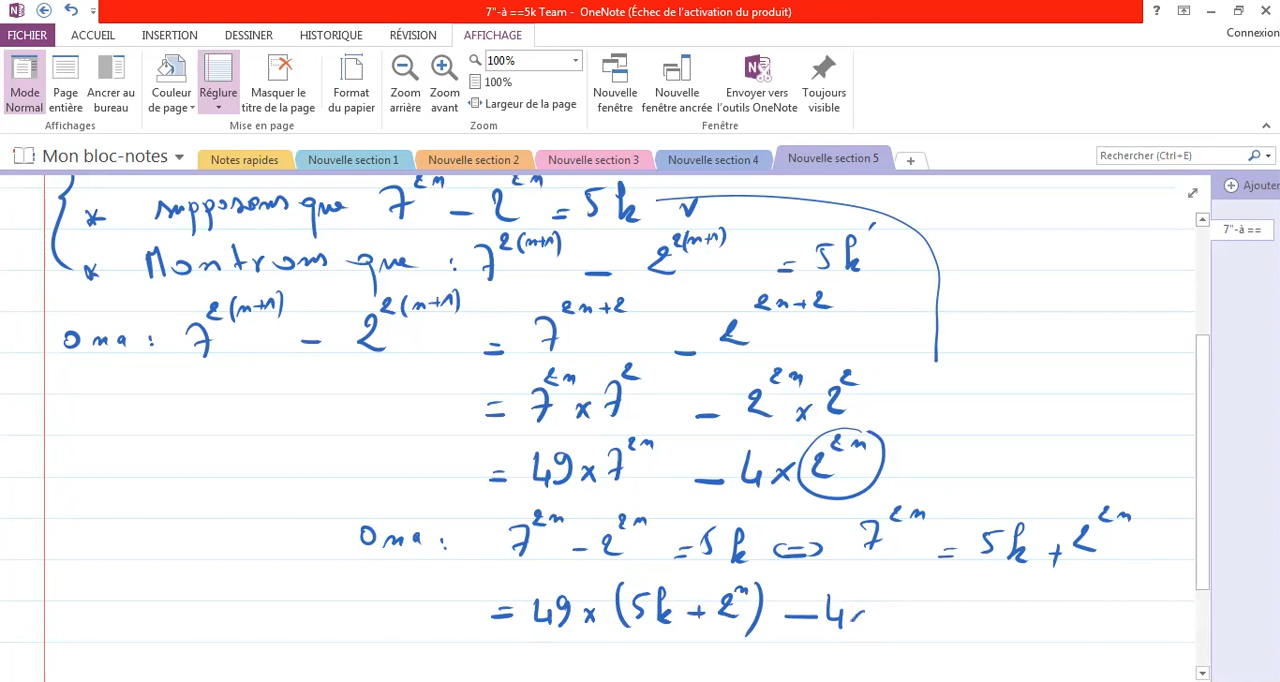 7"-à ==5k Team - OneNote (Échec de l'activation du produit)
FICHIER ACCUEIL INSERTION DESSINER HISTORIQUE RÉVISION AFFICHAGE Connexion
Mode Normal Page entière Ancrer au bureau Couleur de page Réglure Masquer le titre de la page Format du papier Zoom arrière Zoom avant 100% 100% Largeur de la page Nouvelle fenêtre Nouvelle fenêtre ancrée Envoyer vers l'outils OneNote Toujours visible
Affichages Mise en page Zoom Fenêtre
Mon bloc-notes Notes rapides Nouvelle section 1 Nouvelle section 2 Nouvelle section 3 Nouvelle section 4 Nouvelle section 5 + Rechercher (Ctrl+E)
Ajouter
7"-à ==
* supposons que 7^{2n} - 2^{2n} = 5k
* Montrons que : 7^{2(n+1)} - 2^{2(n+1)} = 5k'
Ona : 7^{2(n+1)} - 2^{2(n+1)} = 7^{2n+2} - 2^{2n+2}
= 7^{2n} × 7^2 - 2^{2n} × 2^2
= 49 × 7^{2n} - 4 × 2^{2n}
Ona : 7^{2n} - 2^{2n} = 5k <=> 7^{2n} = 5k + 2^{2n}
= 49 × (5k + 2^n) - 4